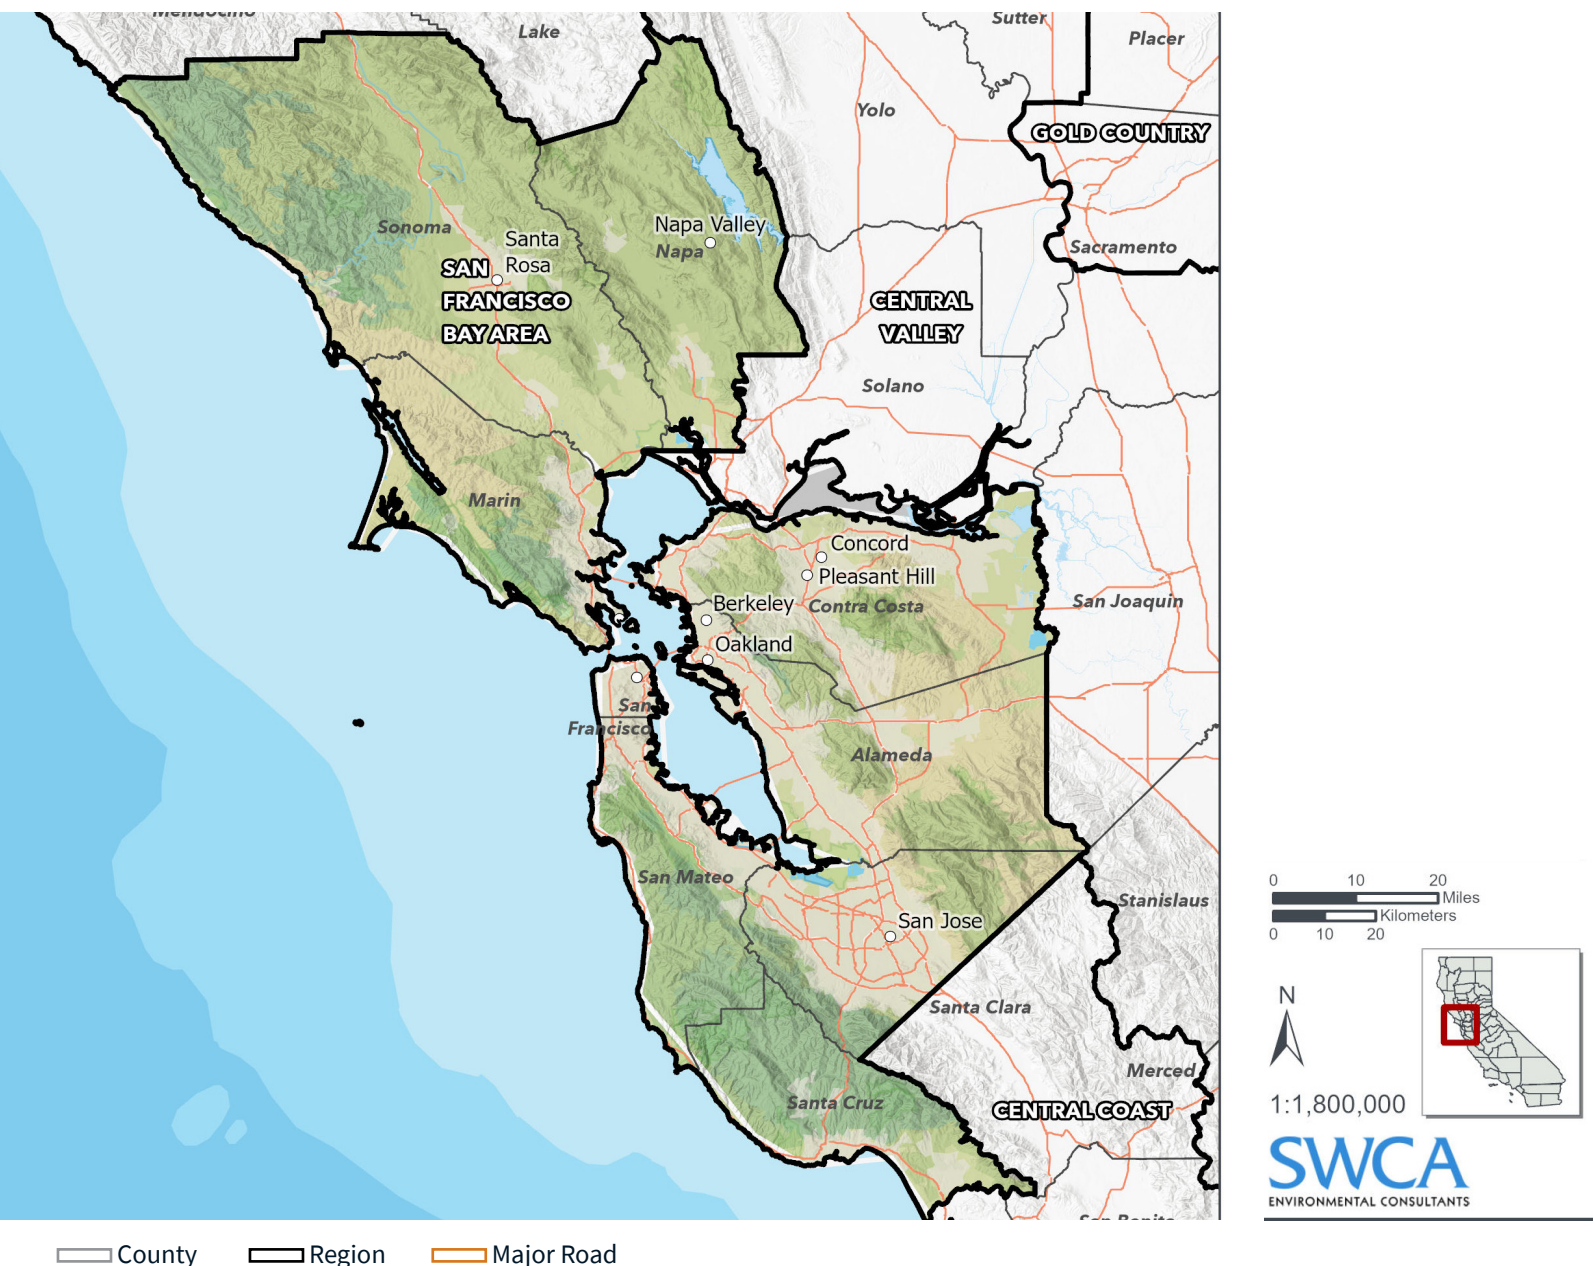 Mendocino
Lake
Sutter
Placer
Yolo
GOLD COUNTRY
Sonoma
Santa
Rosa
Napa Valley
Napa
Sacramento
SAN
FRANCISCO
BAY AREA
CENTRAL
VALLEY
Solano
Marin
Concord
Pleasant Hill
Berkeley
Contra Costa
San Joaquin
Oakland
San
Francisco
Alameda
San Mateo
Stanislaus
San Jose
Santa Clara
Merced
Santa Cruz
CENTRAL COAST
San Benito
0 10 20
Miles
Kilometers
0 10 20
N
1:1,800,000
SWCA
ENVIRONMENTAL CONSULTANTS
County Region Major Road